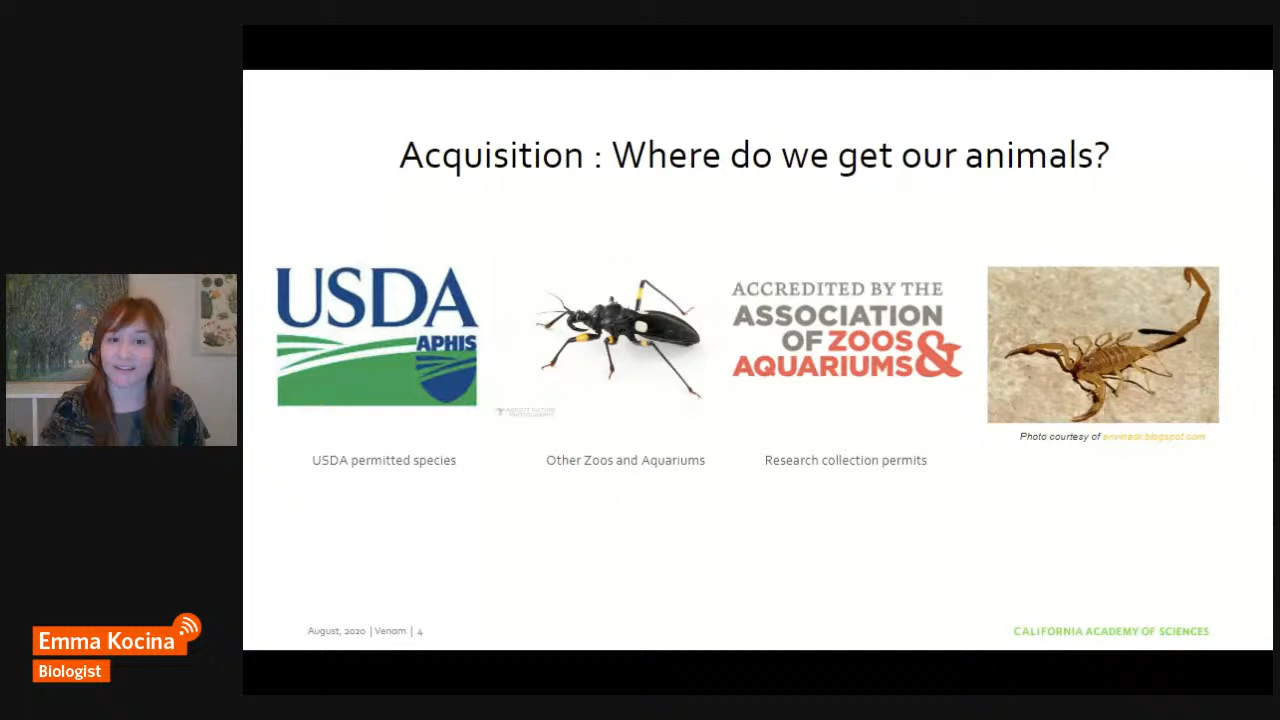 Acquisition : Where do we get our animals?
USDA
APHIS
ACCREDITED BY THE
ASSOCIATION
OF ZOOS &
AQUARIUMS
Photo courtesy of
USDA permitted species
Other Zoos and Aquariums
Research collection permits
Emma Kocina
Biologist
August, 2020 | Venom | 4
CALIFORNIA ACADEMY OF SCIENCES